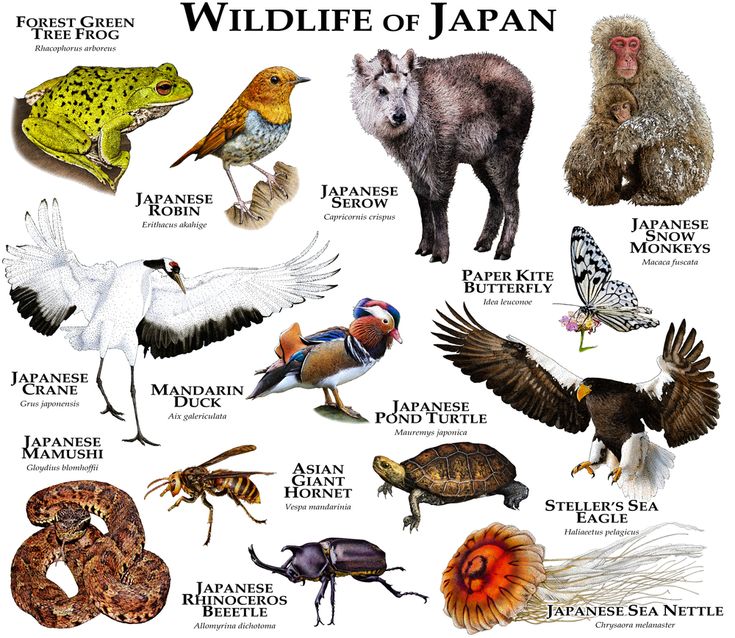 Wildlife of Japan
Forest Green
Tree Frog
Rhacophorus arboreus
Japanese
Robin
Erithacus akahige
Japanese
Serow
Capricornis crispus
Japanese
Snow
Monkeys
Macaca fuscata
Paper Kite
Butterfly
Idea leuconoe
Japanese
Crane
Grus japonensis
Mandarin
Duck
Aix galericulata
Japanese
Pond Turtle
Mauremys japonica
Japanese
Mamushi
Gloydius blomhoffii
Asian
Giant
Hornet
Vespa mandarinia
Steller's Sea
Eagle
Haliaeetus pelagicus
Japanese
Rhinoceros
Beeetle
Allomyrina dichotoma
Japanese Sea Nettle
Chrysaora melanaster